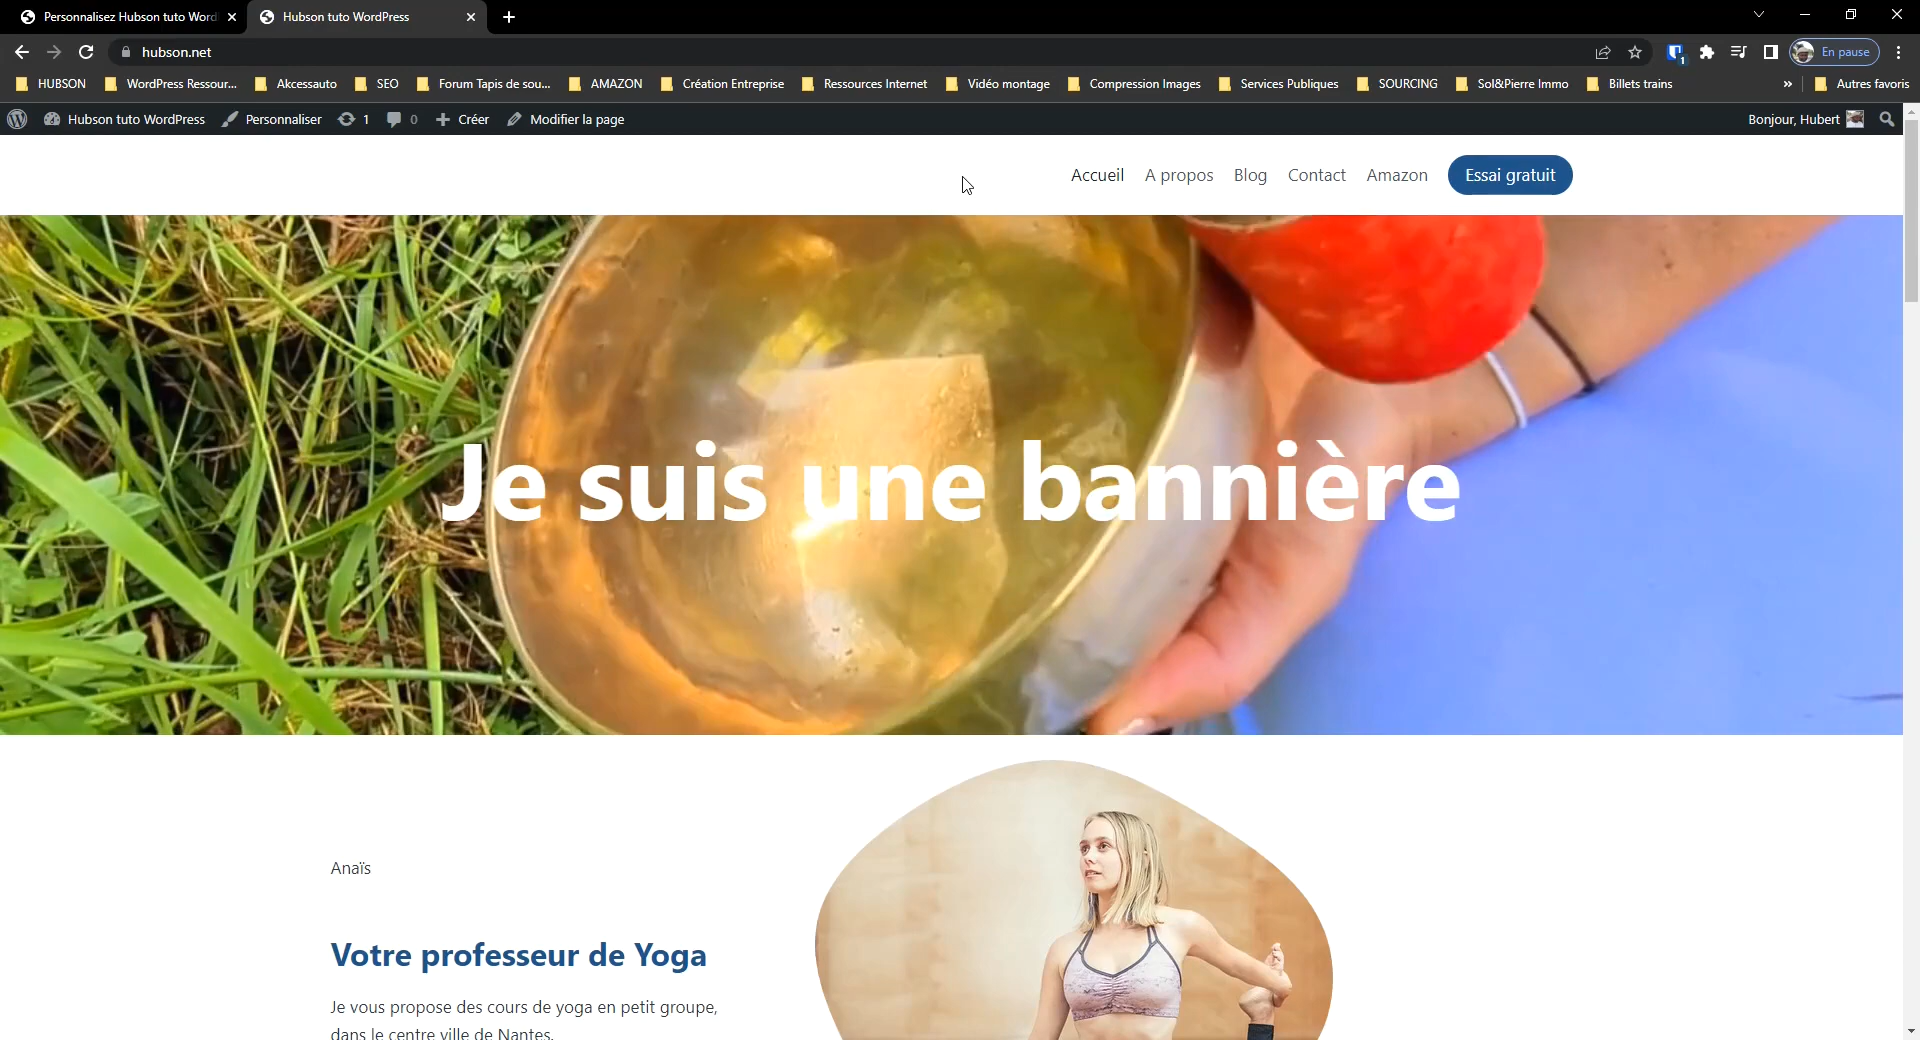 Personnalisez Hubson tuto Word
Hubson tuto WordPress
hubson.net
1
En pause
HUBSON
WordPress Ressour...
Akcessauto
SEO
Forum Tapis de sou...
AMAZON
Création Entreprise
Ressources Internet
Vidéo montage
Compression Images
Services Publiques
SOURCING
Sol&Pierre Immo
Billets trains
»
Autres favoris
Hubson tuto WordPress
Personnaliser
1
0
Créer
Modifier la page
Bonjour, Hubert
Accueil
A propos
Blog
Contact
Amazon
Essai gratuit
Je suis une bannière
Anaïs
Votre professeur de Yoga
Je vous propose des cours de yoga en petit groupe,
dans le centre ville de Nantes.